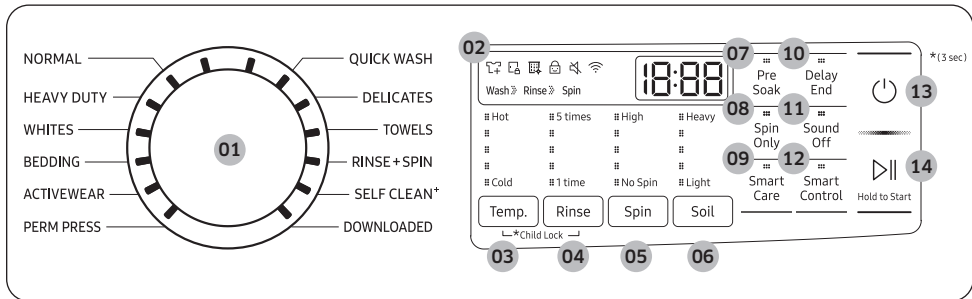 NORMAL
HEAVY DUTY
WHITES
BEDDING
ACTIVEWEAR
PERM PRESS
01
QUICK WASH
DELICATES
TOWELS
RINSE+SPIN
SELF CLEAN+
DOWNLOADED
02
18:88
Wash Rinse Spin
Hot 5 times High Heavy
Cold 1 time No Spin Light
Temp. Rinse Spin Soil
*Child Lock
03 04 05 06
07 10
Pre Soak
Delay End
08 11
Spin Only
Sound Off
09 12
Smart Care
Smart Control
*(3 sec)
13
14
Hold to Start